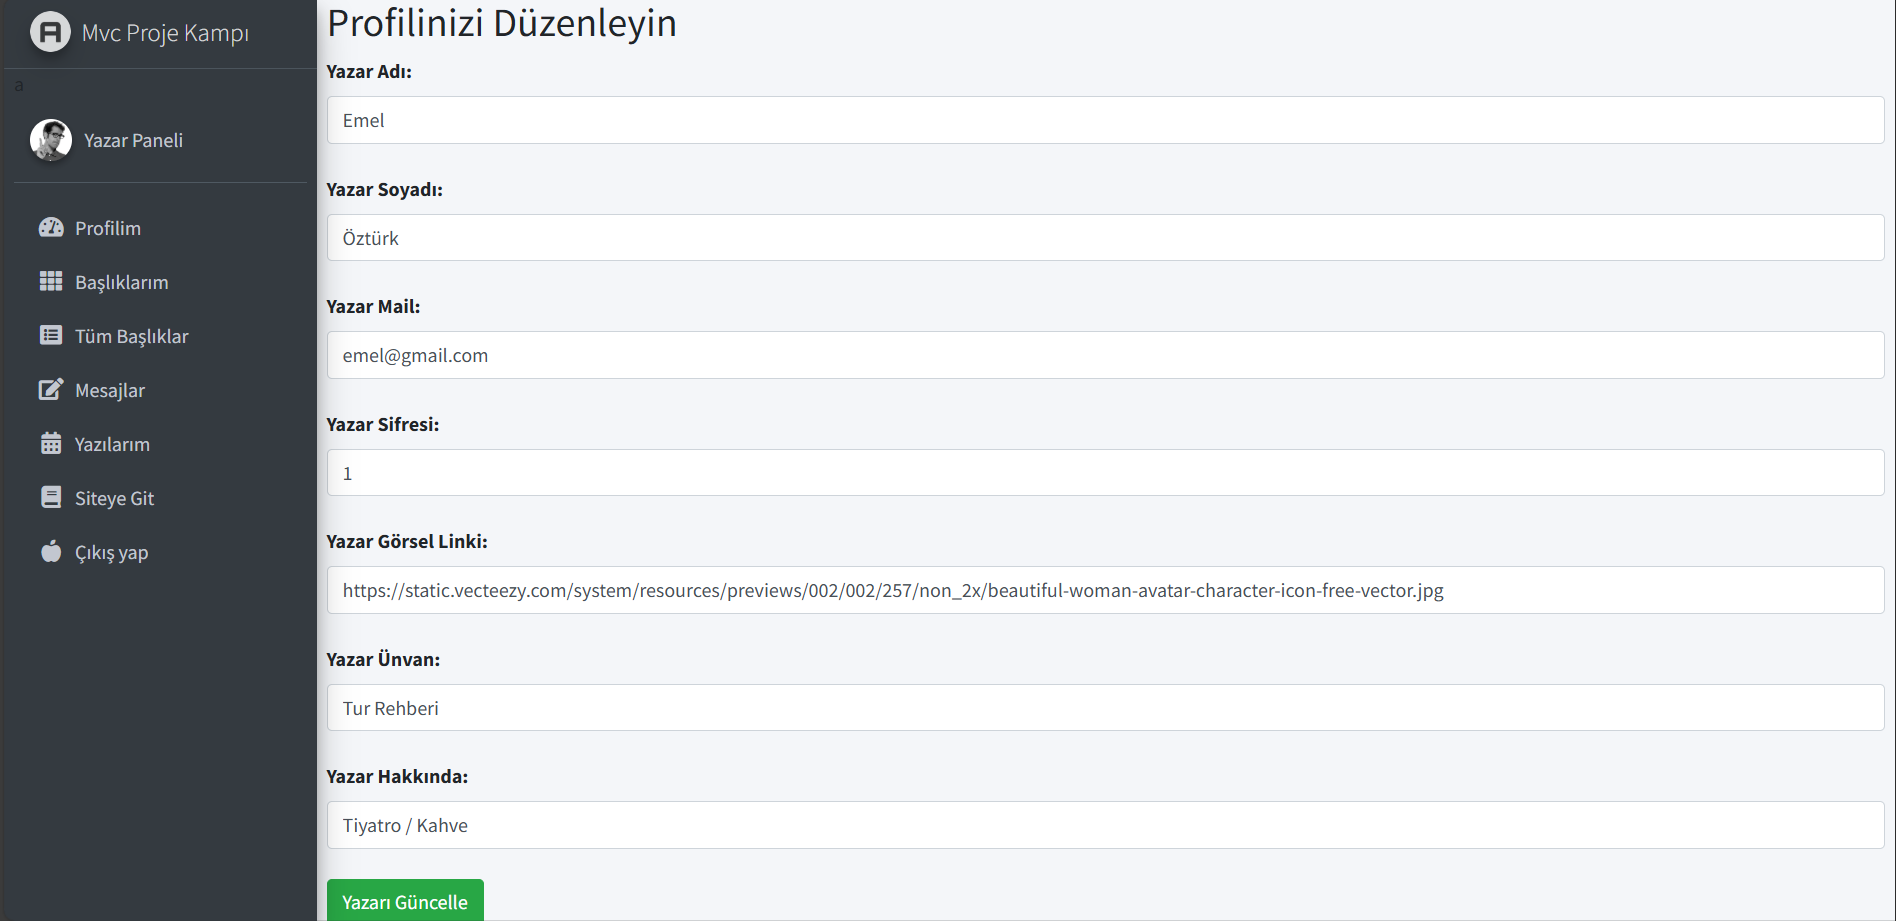 Mvc Proje Kampı
a
Yazar Paneli
Profilim
Başlıklarım
Tüm Başlıklar
Mesajlar
Yazılarım
Siteye Git
Çıkış yap
Profilinizi Düzenleyin
Yazar Adı:
Emel
Yazar Soyadı:
Öztürk
Yazar Mail:
emel@gmail.com
Yazar Sifresi:
1
Yazar Görsel Linki:
https://static.vecteezy.com/system/resources/previews/002/002/257/non_2x/beautiful-woman-avatar-character-icon-free-vector.jpg
Yazar Ünvan:
Tur Rehberi
Yazar Hakkında:
Tiyatro / Kahve
Yazarı Güncelle